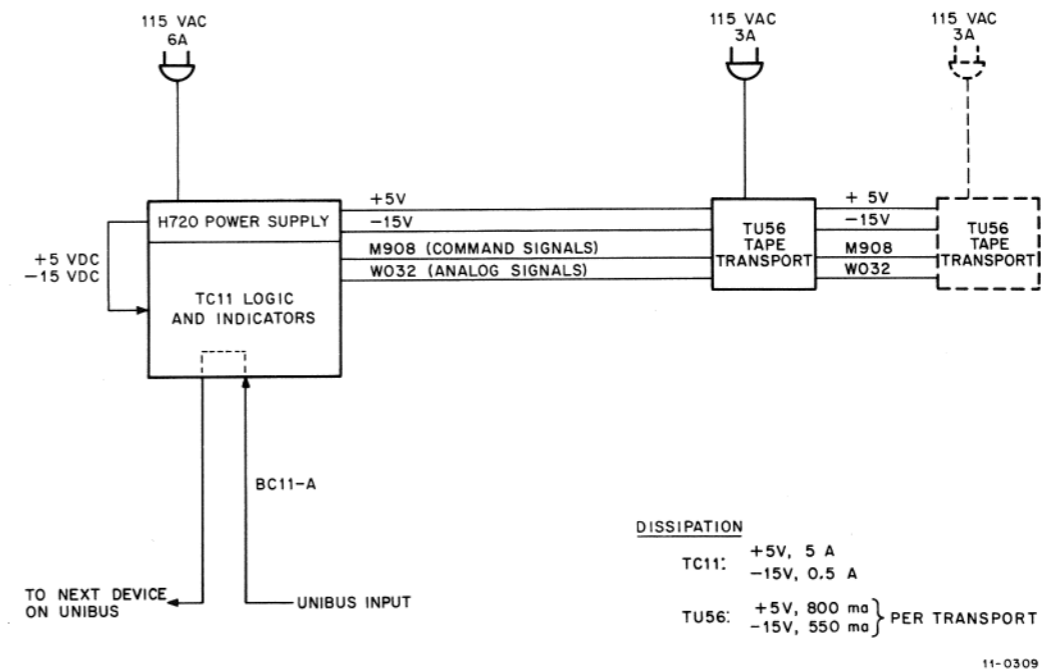 115 VAC
6A
115 VAC
3A
115 VAC
3A
H720 POWER SUPPLY
+5V
-15V
M908 (COMMAND SIGNALS)
W032 (ANALOG SIGNALS)
+5 VDC
-15 VDC
TC11 LOGIC
AND INDICATORS
TU56
TAPE
TRANSPORT
+ 5V
-15V
M908
W032
TU56
TAPE
TRANSPORT
BC11-A
TO NEXT DEVICE
ON UNIBUS
UNIBUS INPUT
DISSIPATION
TC11: +5V, 5 A
-15V, 0.5 A
TU56: +5V, 800 ma
-15V, 550 ma
PER TRANSPORT
11-0309